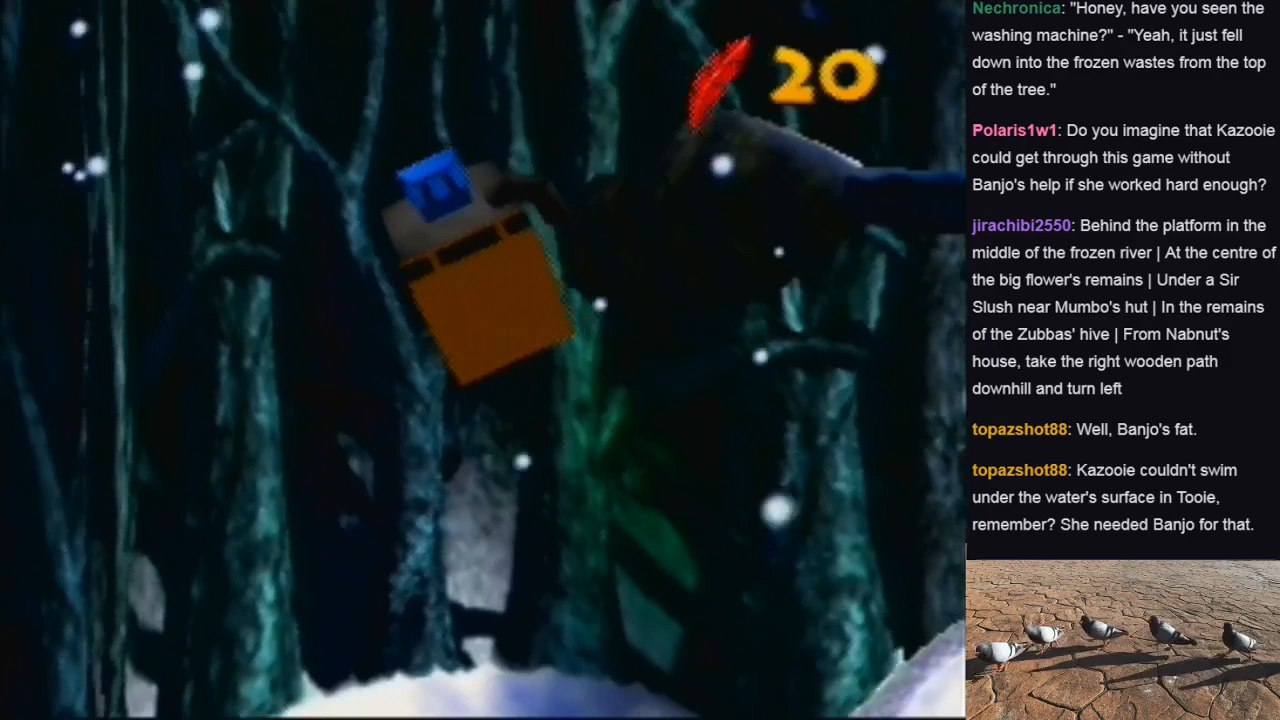 20
Nechronica: "Honey, have you seen the
washing machine?" - "Yeah, it just fell
down into the frozen wastes from the top
of the tree."
Polaris1w1: Do you imagine that Kazooie
could get through this game without
Banjo's help if she worked hard enough?
jirachibi2550: Behind the platform in the
middle of the frozen river | At the centre of
the big flower's remains | Under a Sir
Slush near Mumbo's hut | In the remains
of the Zubbas' hive | From Nabnut's
house, take the right wooden path
downhill and turn left
topazshot88: Well, Banjo's fat.
topazshot88: Kazooie couldn't swim
under the water's surface in Tooie,
remember? She needed Banjo for that.